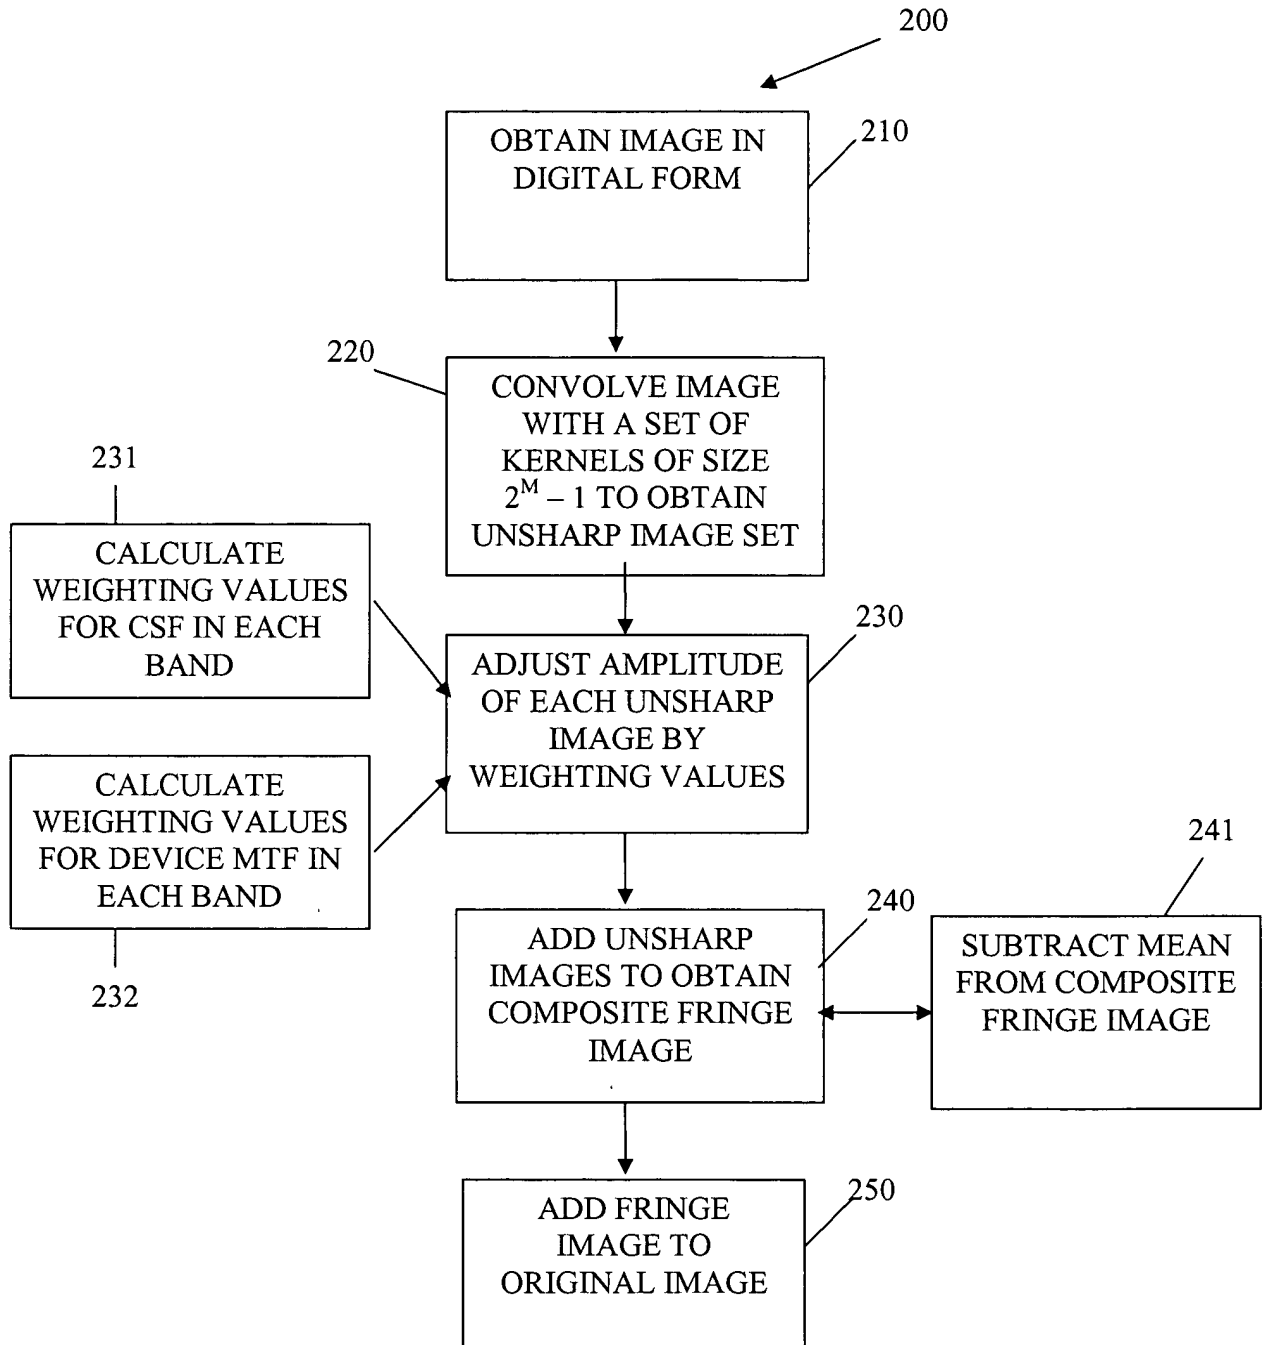 200
OBTAIN IMAGE IN
DIGITAL FORM
210
220
CONVOLVE IMAGE
WITH A SET OF
KERNELS OF SIZE
2^M – 1 TO OBTAIN
UNSHARP IMAGE SET
231
CALCULATE
WEIGHTING VALUES
FOR CSF IN EACH
BAND
230
ADJUST AMPLITUDE
OF EACH UNSHARP
IMAGE BY
WEIGHTING VALUES
CALCULATE
WEIGHTING VALUES
FOR DEVICE MTF IN
EACH BAND
232
240
ADD UNSHARP
IMAGES TO OBTAIN
COMPOSITE FRINGE
IMAGE
241
SUBTRACT MEAN
FROM COMPOSITE
FRINGE IMAGE
250
ADD FRINGE
IMAGE TO
ORIGINAL IMAGE